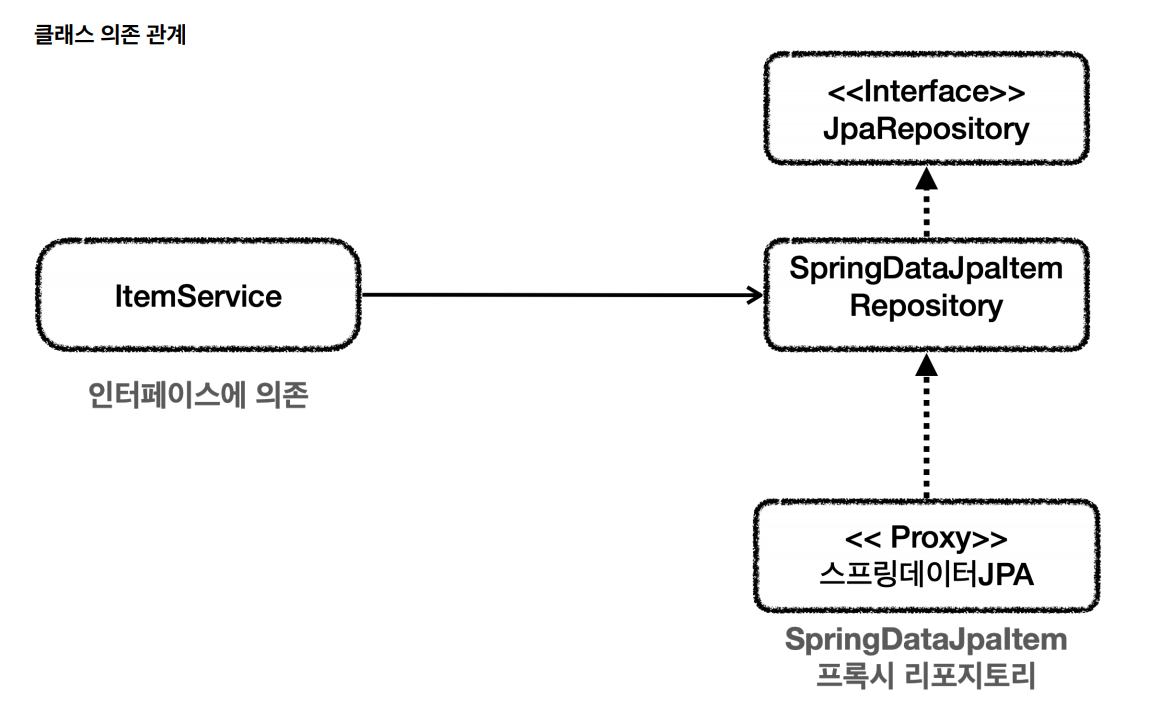 클래스 의존 관계
<<Interface>>
JpaRepository
ItemService
SpringDataJpaItem
Repository
인터페이스에 의존
<< Proxy>>
스프링데이터JPA
SpringDataJpaItem
프록시 리포지토리